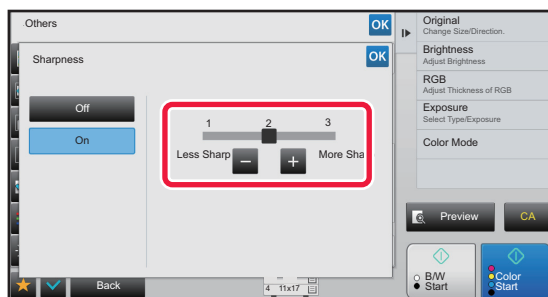 Others
OK
Sharpness
OK
Off
On
1 2 3
Less Sharp
More Sha
Back
4 11x17
Original
Change Size/Direction.
Brightness
Adjust Brightness
RGB
Adjust Thickness of RGB
Exposure
Select Type/Exposure
Color Mode
Preview
CA
B/W
Start
Color
Start